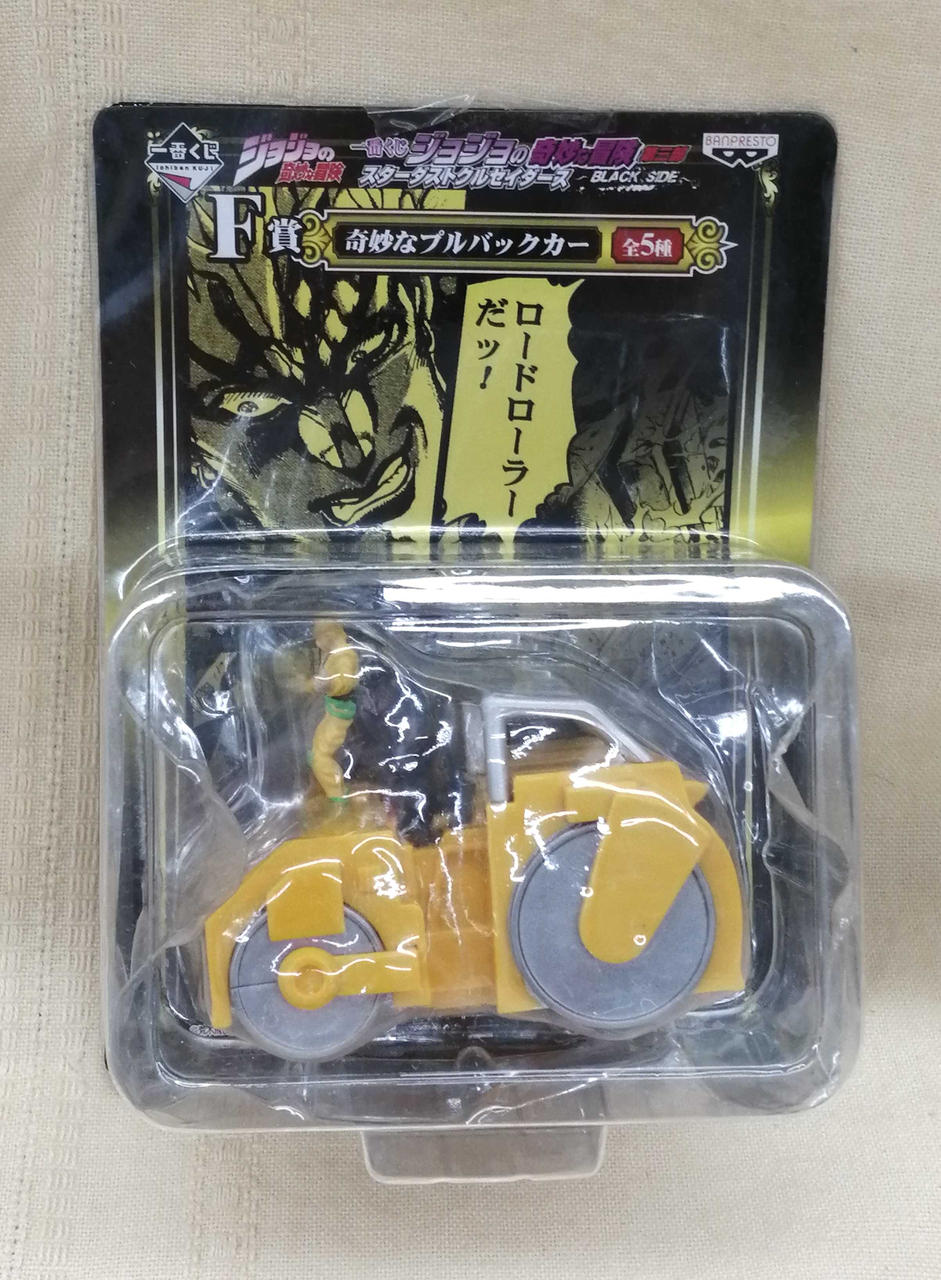 一番くじ
ichiban KUJI
ジョジョの
奇妙な冒険
一番くじ ジョジョの奇妙な冒険 第三部
スターダストクルセイダース BLACK SIDE
BANPRESTO
F賞
奇妙なプルバックカー
全5種
ロードローラー
だッ!